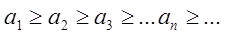 a₁ ≥ a₂ ≥ a₃ ≥ ...aₙ ≥ ...